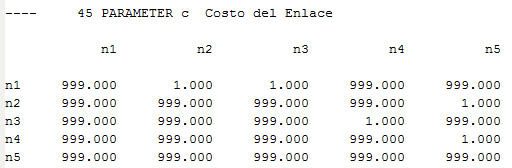 ----     45 PARAMETER c  Costo del Enlace
n1          n2          n3          n4          n5
n1     999.000       1.000       1.000     999.000     999.000
n2     999.000     999.000     999.000     999.000       1.000
n3     999.000     999.000     999.000       1.000     999.000
n4     999.000     999.000     999.000     999.000       1.000
n5     999.000     999.000     999.000     999.000     999.000